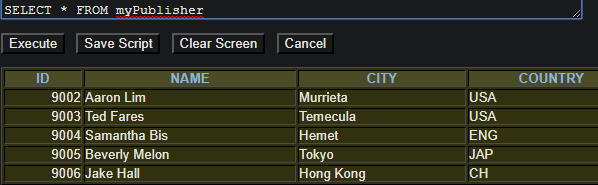 SELECT * FROM myPublisher
Execute Save Script Clear Screen Cancel
ID NAME CITY COUNTRY
9002 Aaron Lim Murrieta USA
9003 Ted Fares Temecula USA
9004 Samantha Bis Hemet ENG
9005 Beverly Melon Tokyo JAP
9006 Jake Hall Hong Kong CH